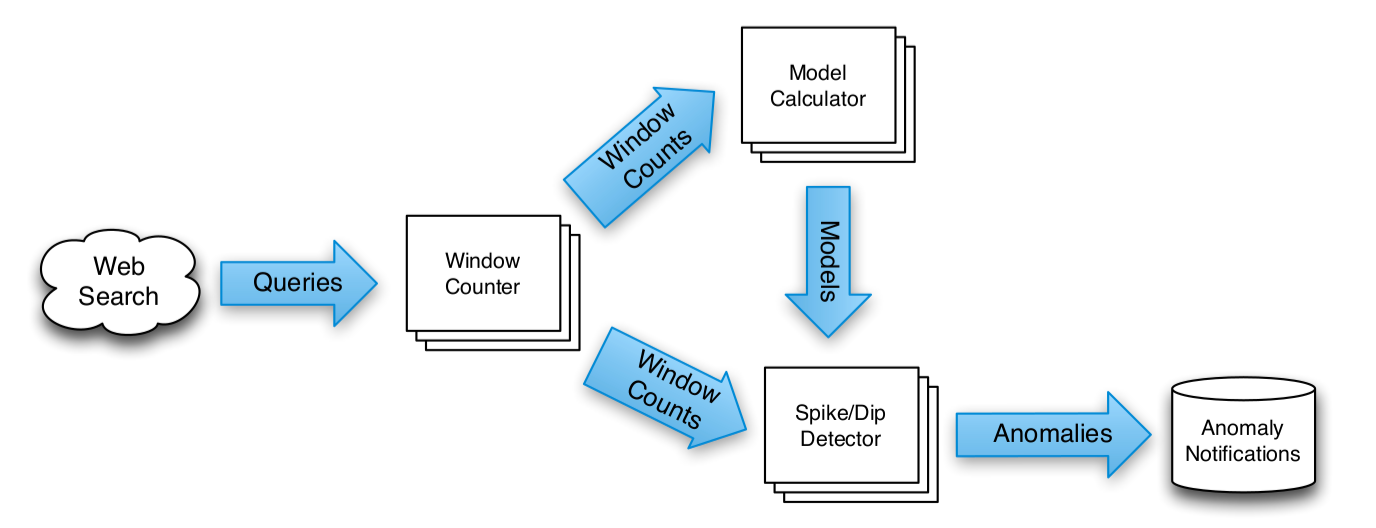 Web
Search
Queries
Window
Counter
Window
Counts
Model
Calculator
Models
Window
Counts
Spike/Dip
Detector
Anomalies
Anomaly
Notifications